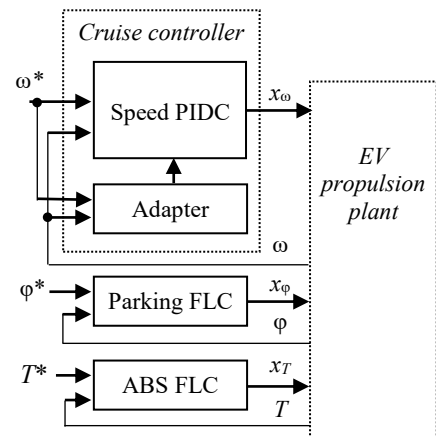 Cruise controller
ω*
Speed PIDC
xω
EV
propulsion
plant
Adapter
ω
φ*
Parking FLC
xφ
φ
T*
ABS FLC
xT
T